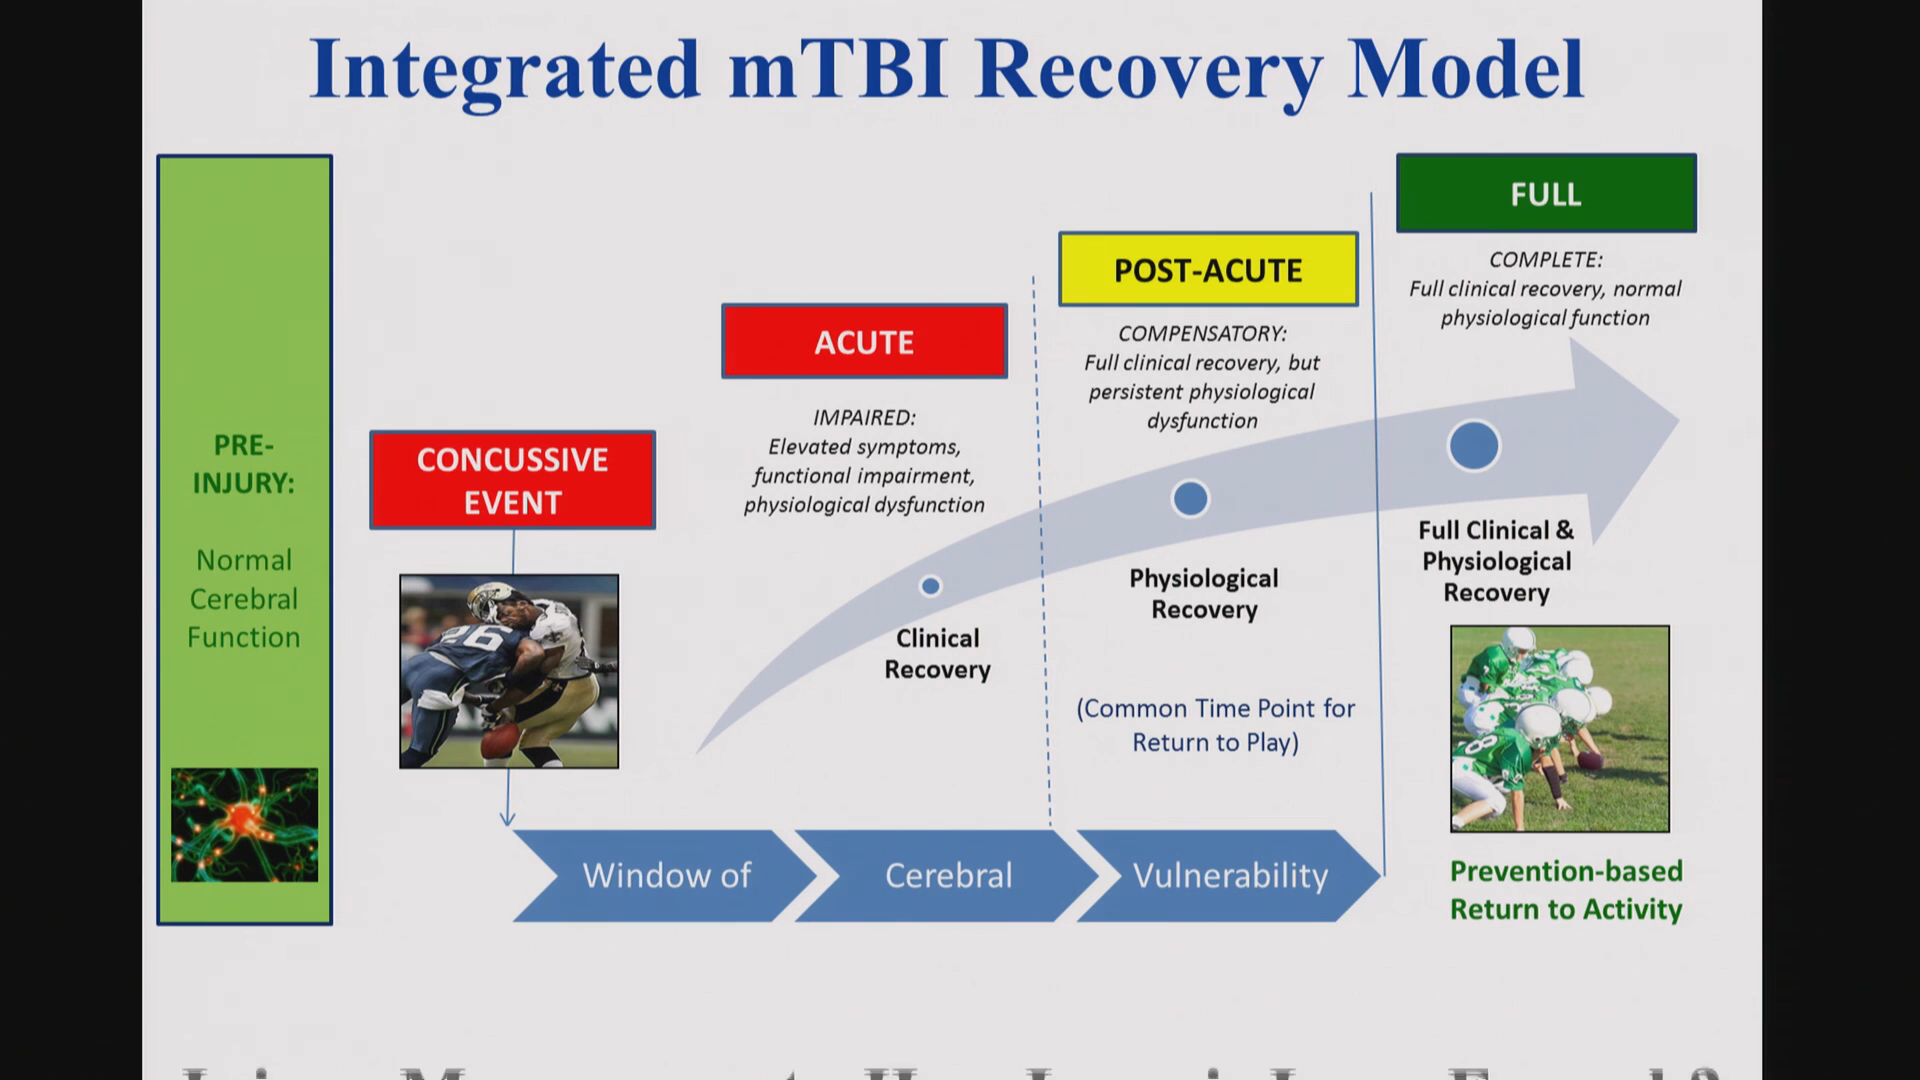 Integrated mTBI Recovery Model
PRE-
INJURY:
Normal
Cerebral
Function
CONCUSSIVE
EVENT
26
ACUTE
IMPAIRED:
Elevated symptoms,
functional impairment,
physiological dysfunction
Clinical
Recovery
POST-ACUTE
COMPENSATORY:
Full clinical recovery, but
persistent physiological
dysfunction
Physiological
Recovery
(Common Time Point for
Return to Play)
FULL
COMPLETE:
Full clinical recovery, normal
physiological function
Full Clinical &
Physiological
Recovery
Prevention-based
Return to Activity
Window of
Cerebral
Vulnerability